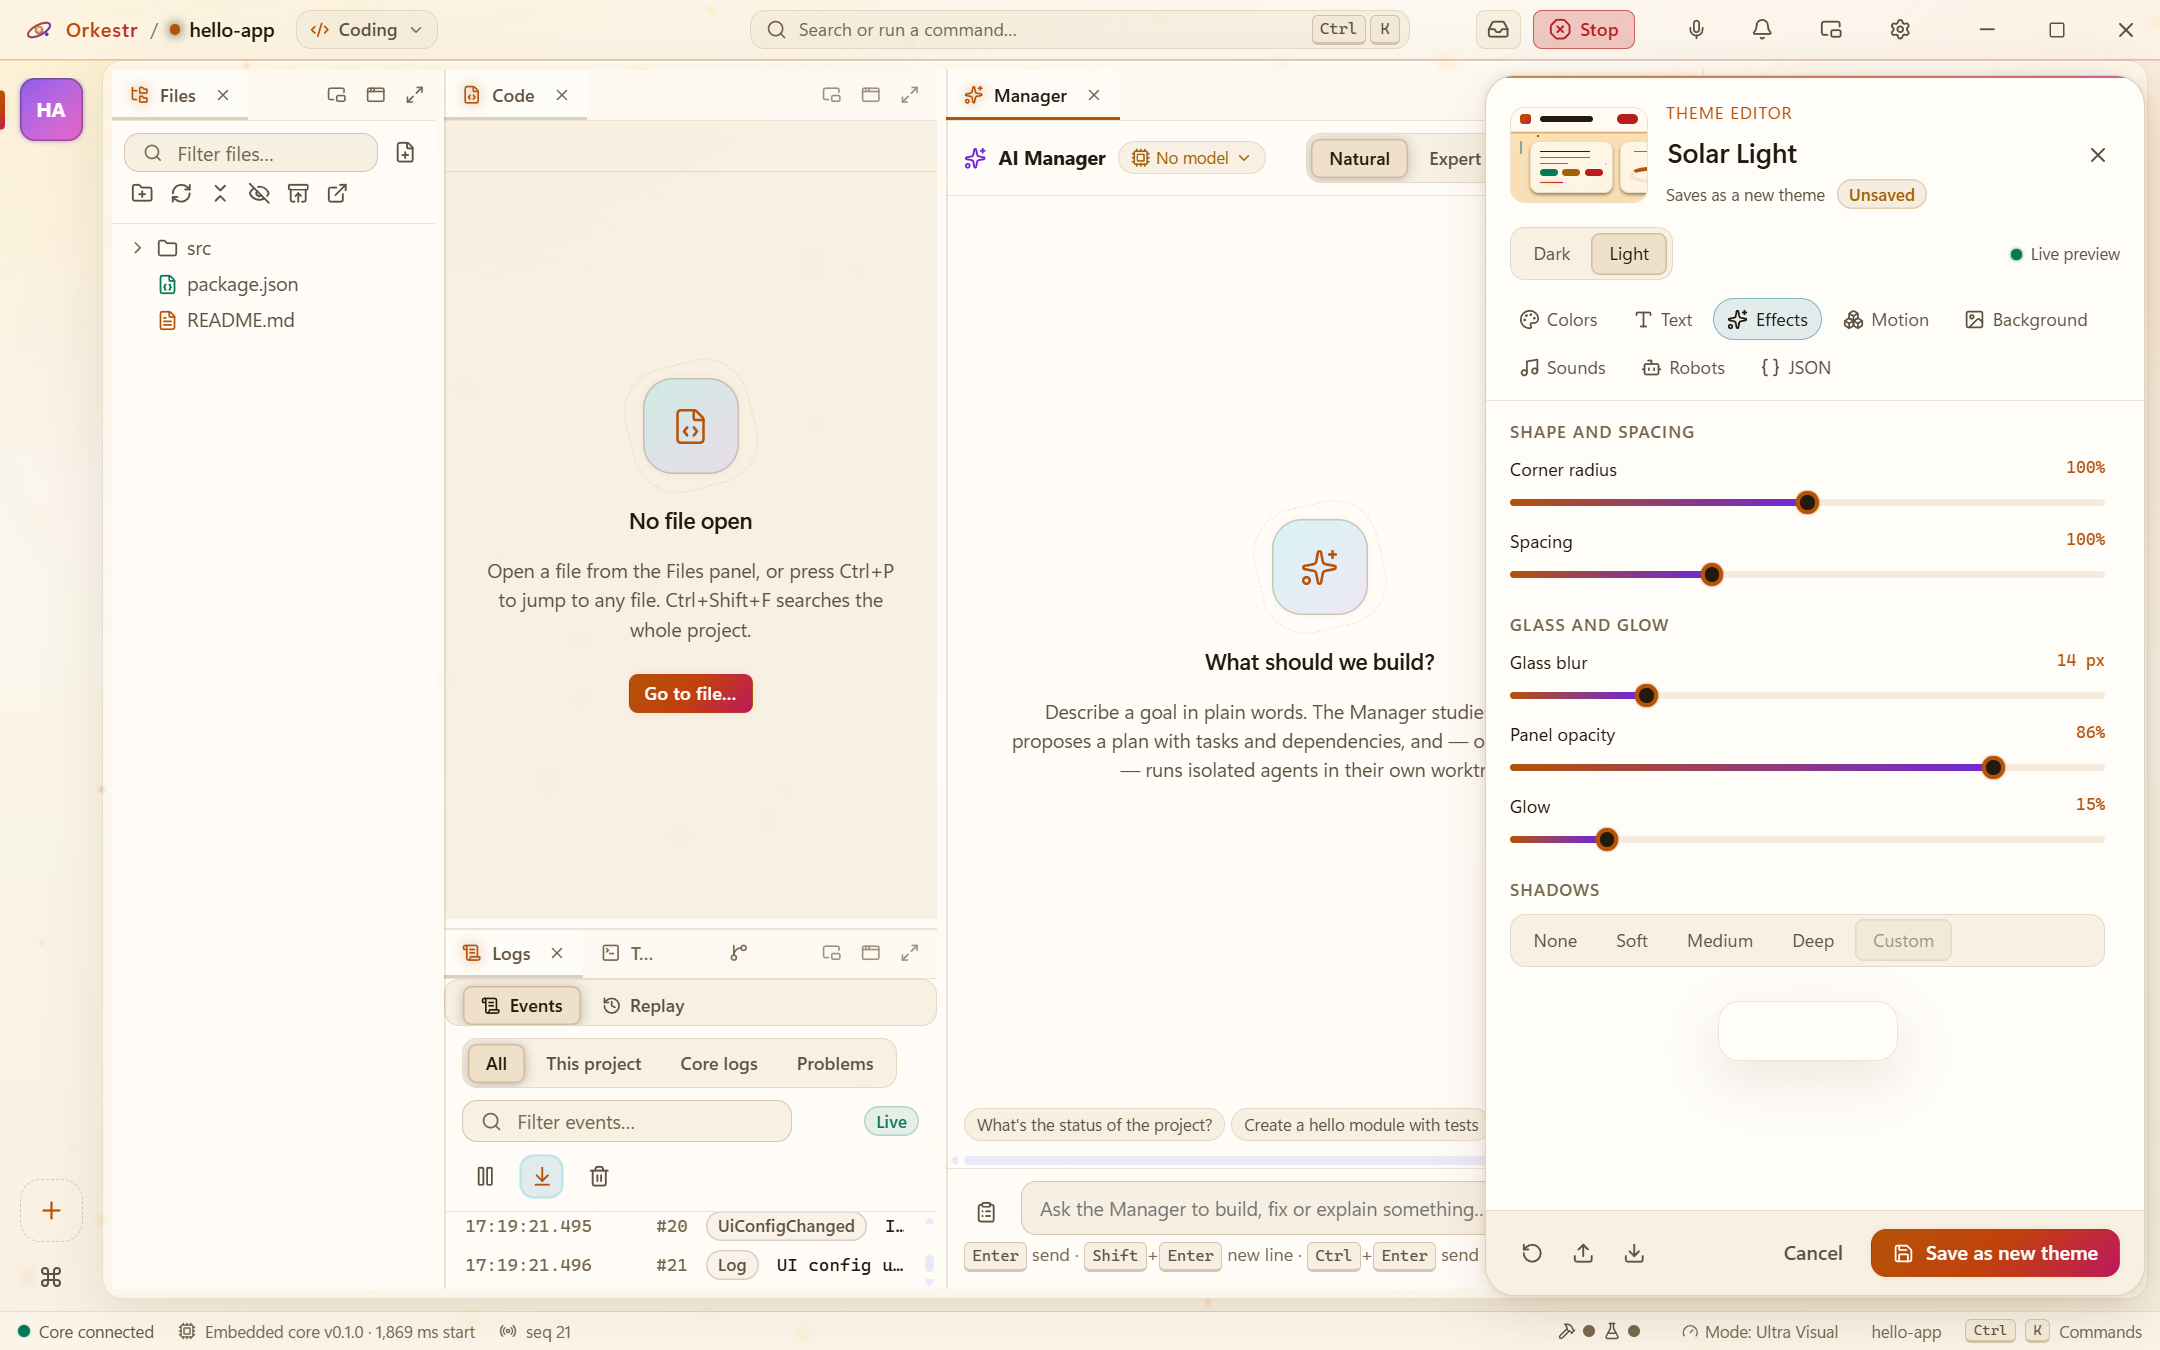 Orkestr / hello-app
Coding
Search or run a command...
Ctrl K
Stop
HA
Files
Filter files...
src
package.json
README.md
Code
No file open
Open a file from the Files panel, or press Ctrl+P
to jump to any file. Ctrl+Shift+F searches the
whole project.
Go to file...
Logs
T...
Events
Replay
All
This project
Core logs
Problems
Filter events...
Live
17:19:21.495 #20 UiConfigChanged I...
17:19:21.496 #21 Log UI config u...
Manager
AI Manager
No model
Natural
Expert
What should we build?
Describe a goal in plain words. The Manager studie
proposes a plan with tasks and dependencies, and — o
— runs isolated agents in their own worktr
What's the status of the project?
Create a hello module with tests
Ask the Manager to build, fix or explain something...
Enter send · Shift+Enter new line · Ctrl+Enter send
THEME EDITOR
Solar Light
Saves as a new theme
Unsaved
Dark
Light
Live preview
Colors
Text
Effects
Motion
Background
Sounds
Robots
JSON
SHAPE AND SPACING
Corner radius 100%
Spacing 100%
GLASS AND GLOW
Glass blur 14 px
Panel opacity 86%
Glow 15%
SHADOWS
None
Soft
Medium
Deep
Custom
Cancel
Save as new theme
Core connected
Embedded core v0.1.0 · 1,869 ms start
seq 21
Mode: Ultra Visual
hello-app
Ctrl K Commands